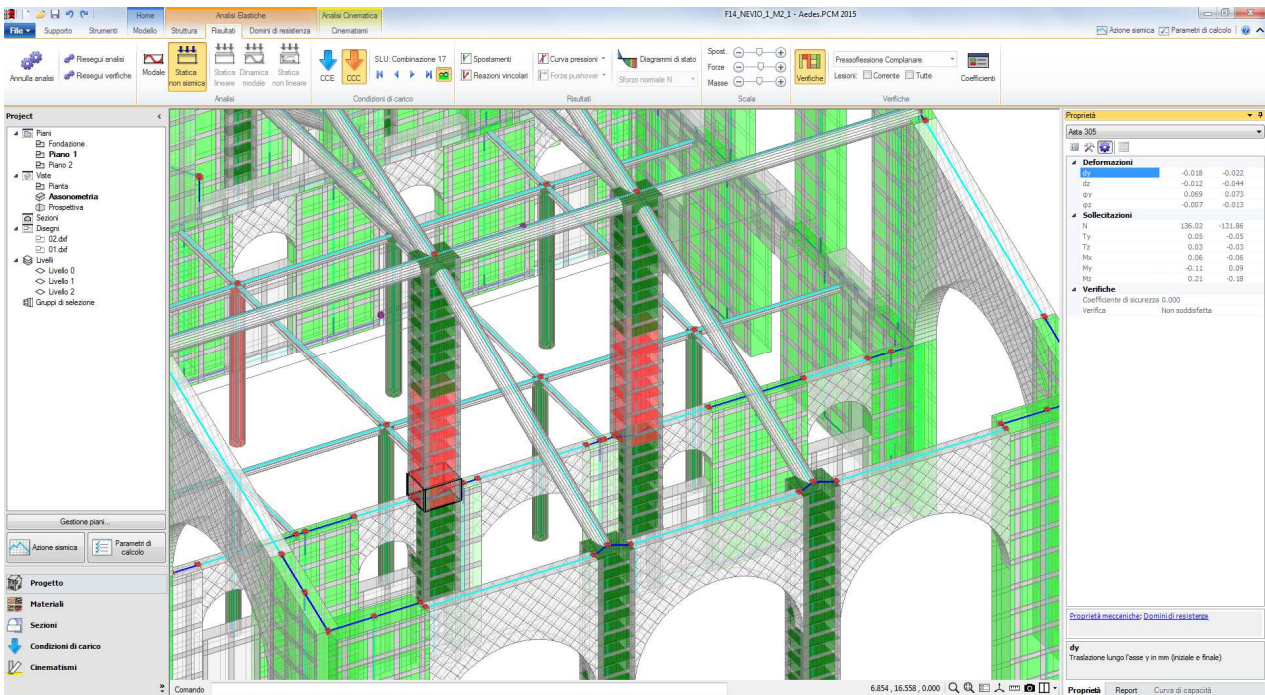 F14_NEVIO_1_M2_1 - Aedes.PCM 2015
Home
Analisi Elastiche
Analisi Cinematica
File
Supporto
Strumenti
Modello
Struttura
Risultati
Domini di resistenza
Cinematismi
Azione sismica
Parametri di calcolo
Annulla analisi
Riesegui analisi
Riesegui verifiche
Modale
Statica non sismica
Statica lineare
Dinamica modale
Statica non lineare
Analisi
CCE
CCC
SLU: Combinazione 17
Condizioni di carico
Spostamenti
Reazioni vincolari
Curva pressioni
Forze pushover
Diagrammi di stato
Sforzo normale N
Risultati
Spost.
Forze
Masse
Scala
Verifiche
Pressoflessione Complanare
Lesioni:
Corrente
Tutte
Coefficienti
Verifiche
Project
Piani
Fondazione
Piano 1
Piano 2
Viste
Pianta
Assonometria
Prospettiva
Sezioni
Disegni
02.dxf
01.dxf
Livelli
Livello 0
Livello 1
Livello 2
Gruppi di selezione
Gestione piani...
Azione sismica
Parametri di calcolo
Progetto
Materiali
Sezioni
Condizioni di carico
Cinematismi
Comando
6.854 , 16.558 , 0.000
Proprietà
Asta 305
Deformazioni
dy -0.018 -0.022
dz -0.012 -0.044
φy 0.069 0.073
φz -0.007 -0.013
Sollecitazioni
N 136.02 -131.86
Ty 0.05 -0.05
Tz 0.03 -0.03
Mx 0.06 -0.06
My -0.11 0.09
Mz 0.21 -0.18
Verifiche
Coefficiente di sicurezza 0.000
Verifica Non soddisfatta
Proprietà meccaniche; Domini di resistenza
dy
Traslazione lungo l'asse y in mm (iniziale e finale)
Proprietà
Report
Curva di capacità